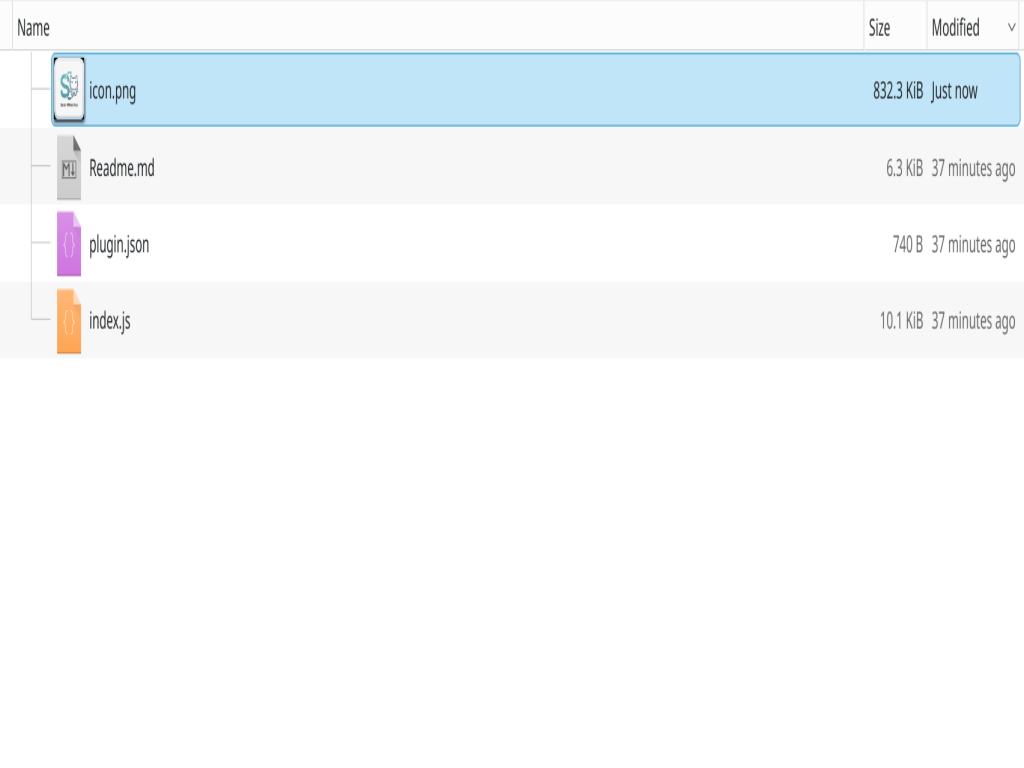 Name Size Modified
icon.png 832.3 KiB Just now
Readme.md 6.3 KiB 37 minutes ago
plugin.json 740 B 37 minutes ago
index.js 10.1 KiB 37 minutes ago